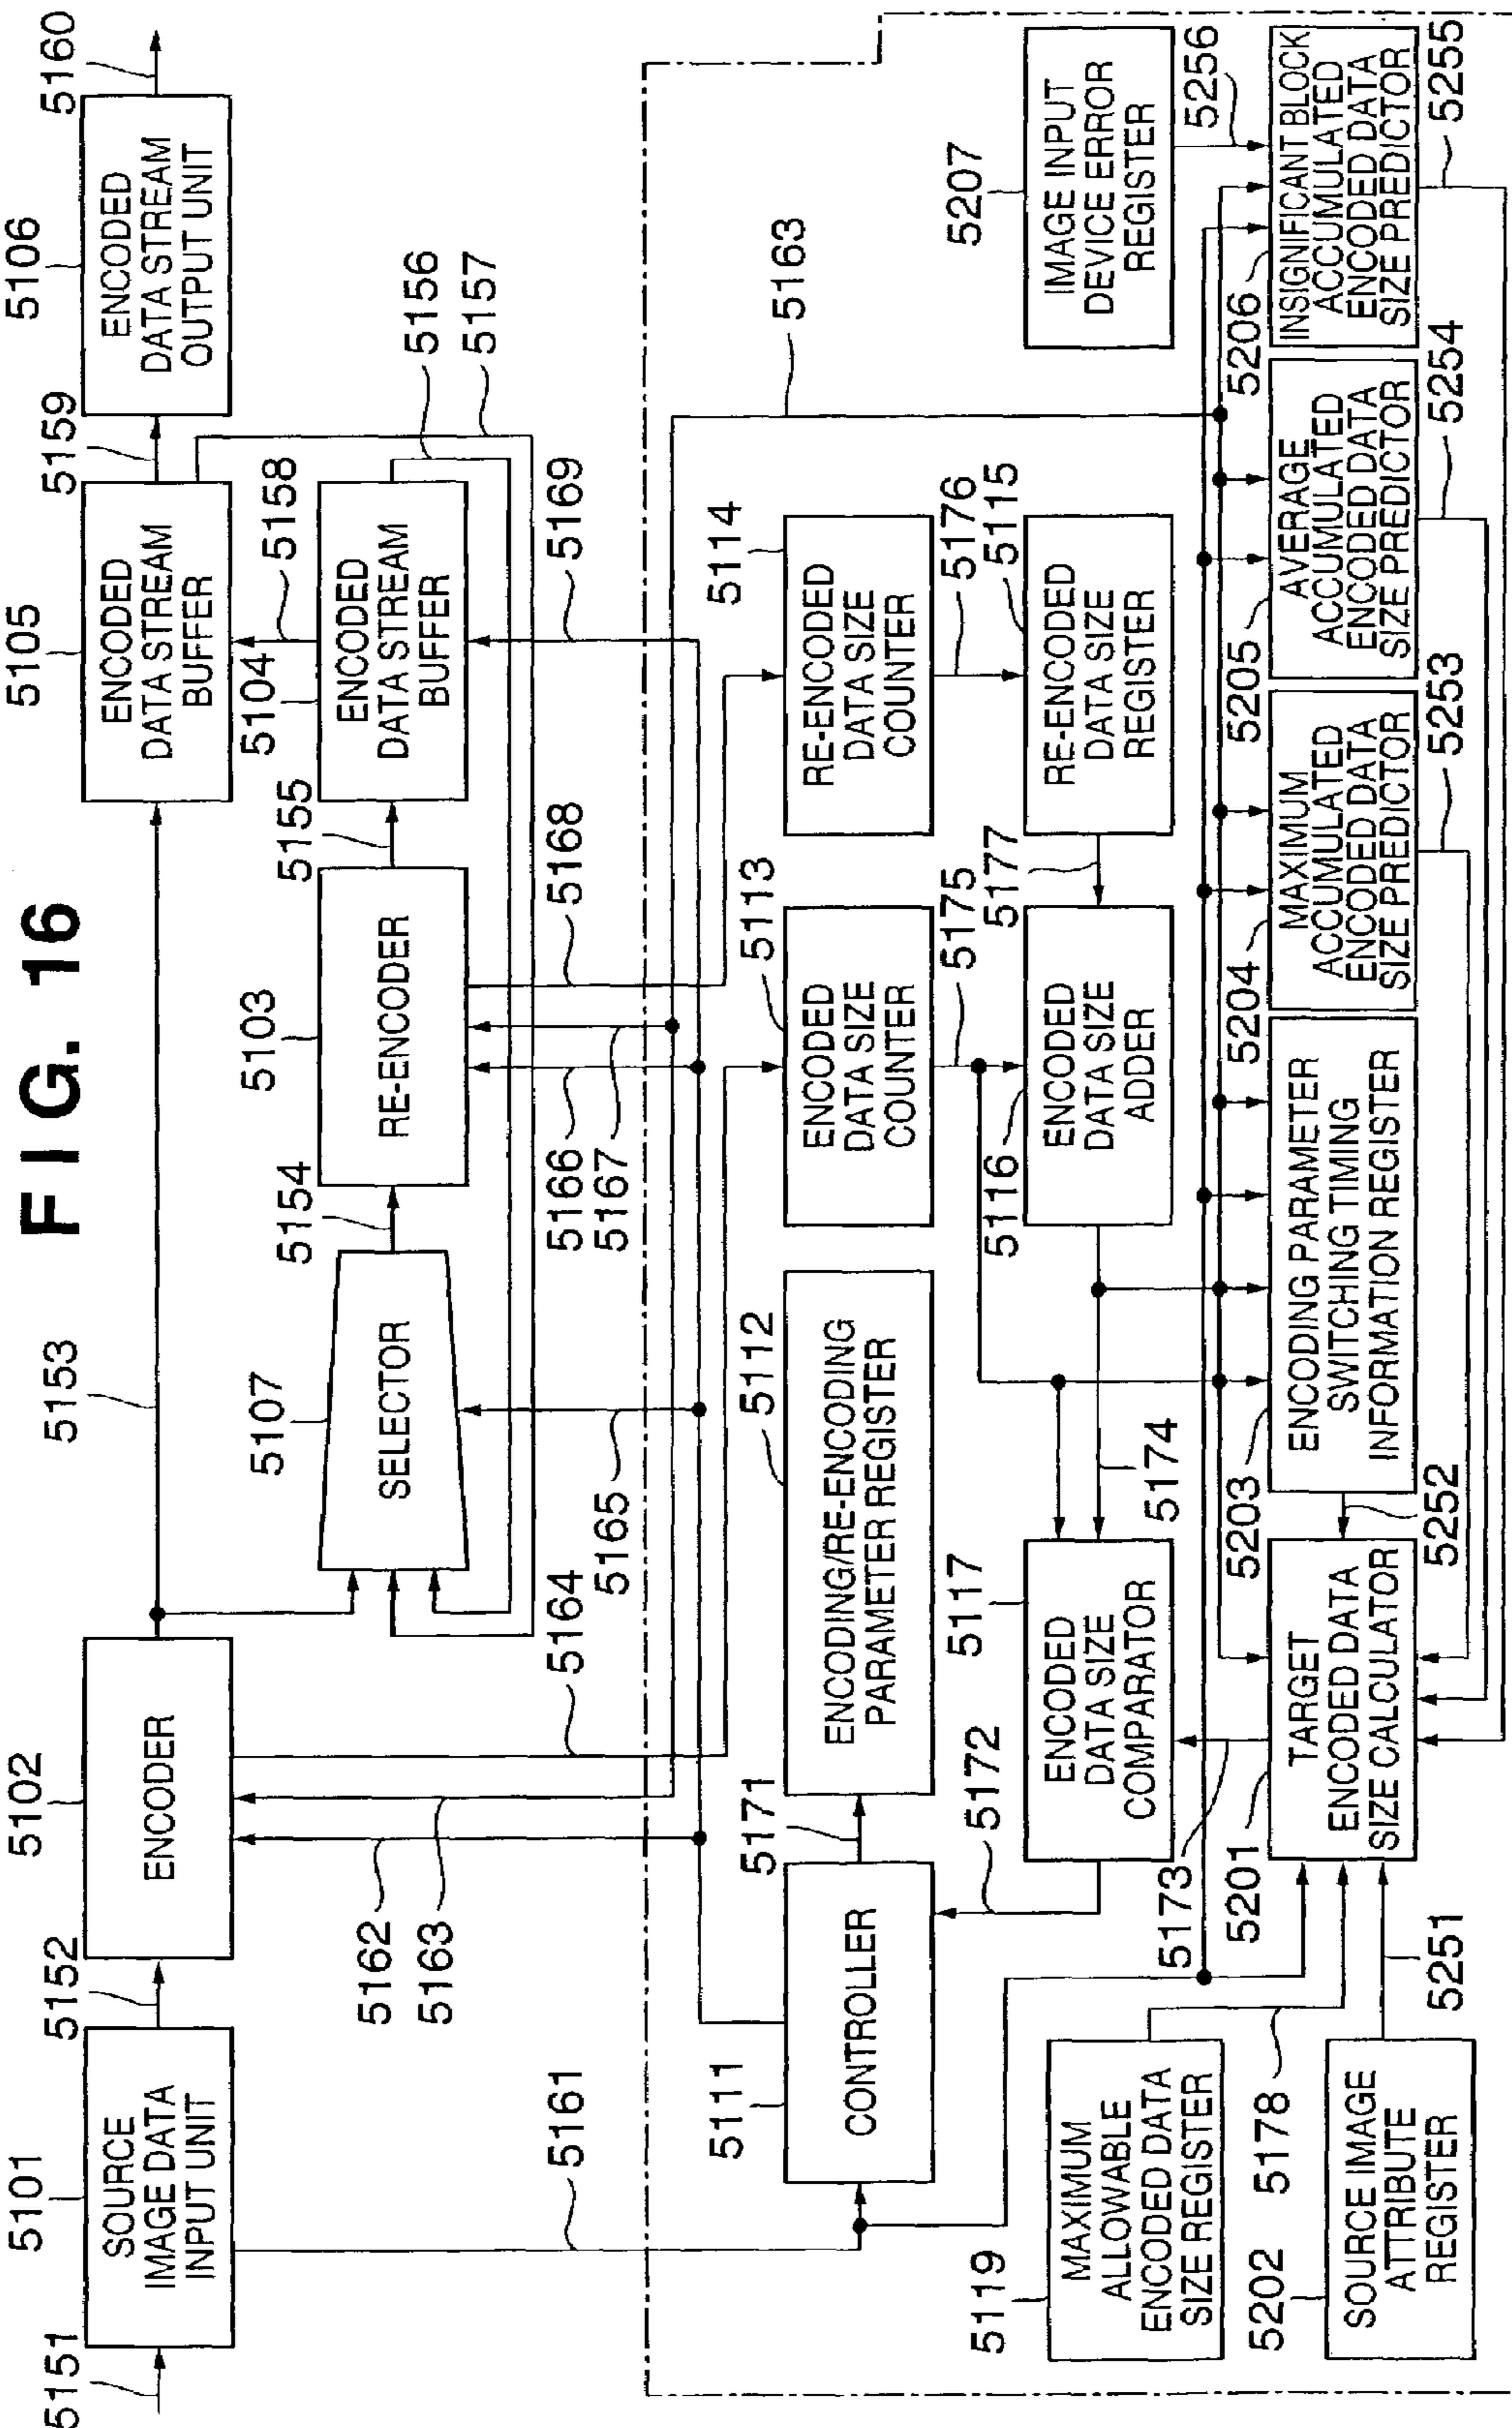 FIG. 16
5151
5101
SOURCE
IMAGE DATA
INPUT UNIT
5152
5102
ENCODER
5153
5105
ENCODED
DATA STREAM
BUFFER
5159
5106
ENCODED
DATA STREAM
OUTPUT UNIT
5160
5107
SELECTOR
5154
5103
RE-ENCODER
5155
5104
ENCODED
DATA STREAM
BUFFER
5158
5156
5157
5161
5162
5163
5164
5165
5166
5167
5168
5169
5163
5111
CONTROLLER
5171
5112
ENCODING/RE-ENCODING
PARAMETER REGISTER
5113
ENCODED
DATA SIZE
COUNTER
5114
RE-ENCODED
DATA SIZE
COUNTER
5172
5117
ENCODED
DATA SIZE
COMPARATOR
5174
5116
ENCODED
DATA SIZE
ADDER
5175
5177
5176
5115
RE-ENCODED
DATA SIZE
REGISTER
5207
IMAGE INPUT
DEVICE ERROR
REGISTER
5256
5119
MAXIMUM
ALLOWABLE
ENCODED DATA
SIZE REGISTER
5178
5202
SOURCE IMAGE
ATTRIBUTE
REGISTER
5251
5173
5201
TARGET
ENCODED DATA
SIZE CALCULATOR
5252
5203
ENCODING PARAMETER
SWITCHING TIMING
INFORMATION REGISTER
5204
MAXIMUM
ACCUMULATED
ENCODED DATA
SIZE PREDICTOR
5253
5205
AVERAGE
ACCUMULATED
ENCODED DATA
SIZE PREDICTOR
5254
5206
INSIGNIFICANT BLOCK
ACCUMULATED
ENCODED DATA
SIZE PREDICTOR
5255